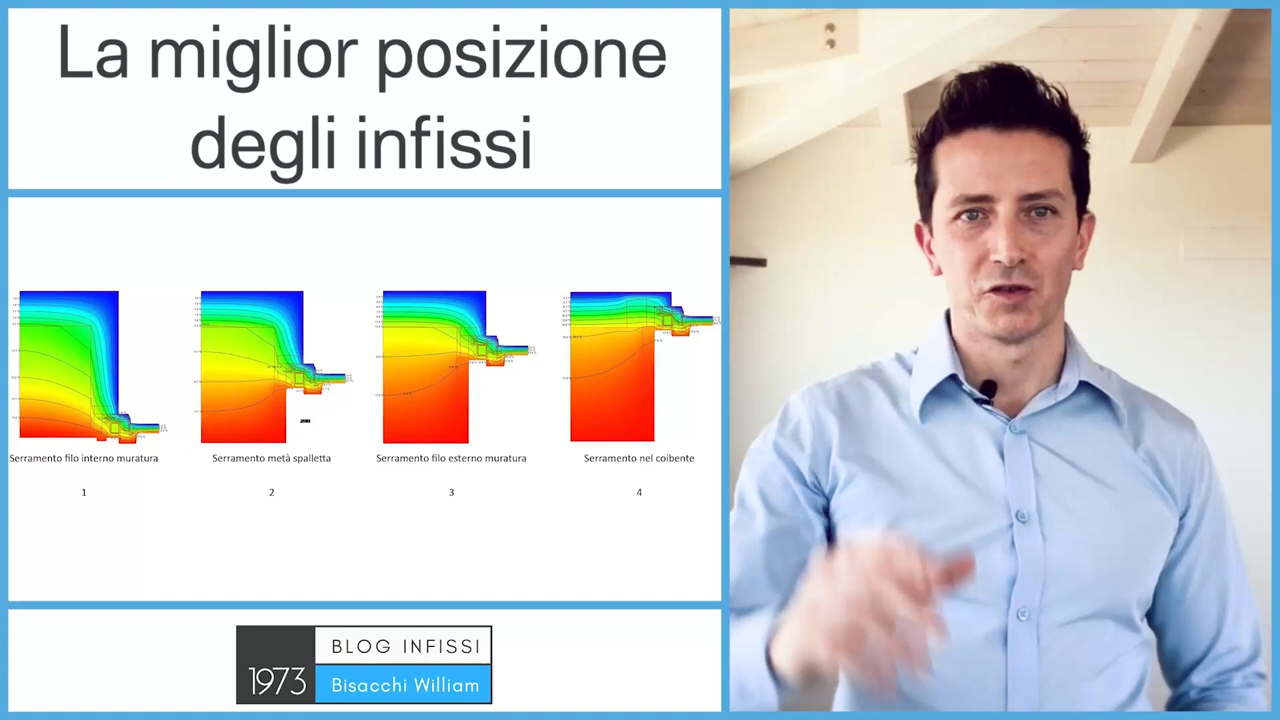 La miglior posizione
degli infissi
Serramento filo interno muratura
Serramento metà spalletta
Serramento filo esterno muratura
Serramento nel coibente
1
2
3
4
1973
BLOG INFISSI
Bisacchi William